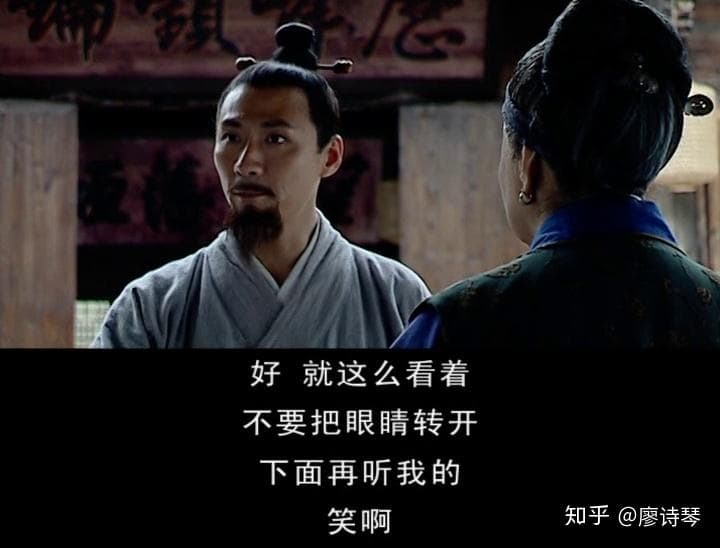 好 就这么看着
不要把眼睛转开
下面再听我的
笑啊
知乎 @廖诗琴